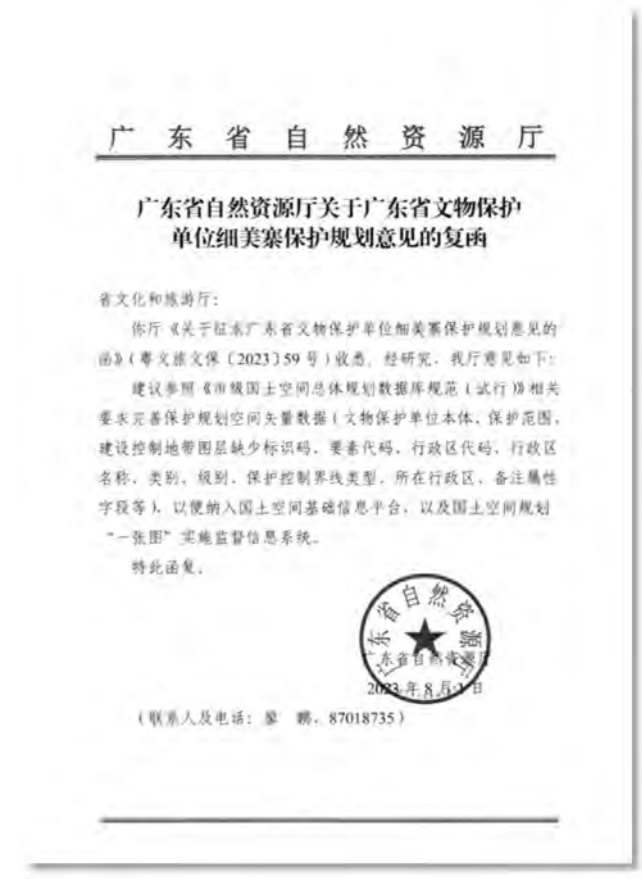 广东省自然资源厅
广东省自然资源厅关于广东省文物保护
单位细美寨保护规划意见的复函
省文化和旅游厅：
你厅《关于征求广东省文物保护单位细美寨保护规划意见的
函》（粤文旅文保〔2023〕59号）收悉，经研究，我厅意见如下：
建议参照《市级国土空间总体规划数据库规范（试行）》相关
要求完善保护规划空间矢量数据（文物保护单位本体、保护范围、
建设控制地带图层缺少标识码、要素代码、行政区代码、行政区
名称、类别、级别、保护控制界线类型、所在行政区、备注属性
字段等），以便纳入国土空间基础信息平台，以及国土空间规划
“一张图”实施监督信息系统。
特此函复。
广东省自然资源厅
广东省自然资源厅
2023年8月1日
（联系人及电话：廖 鹏，87018735）